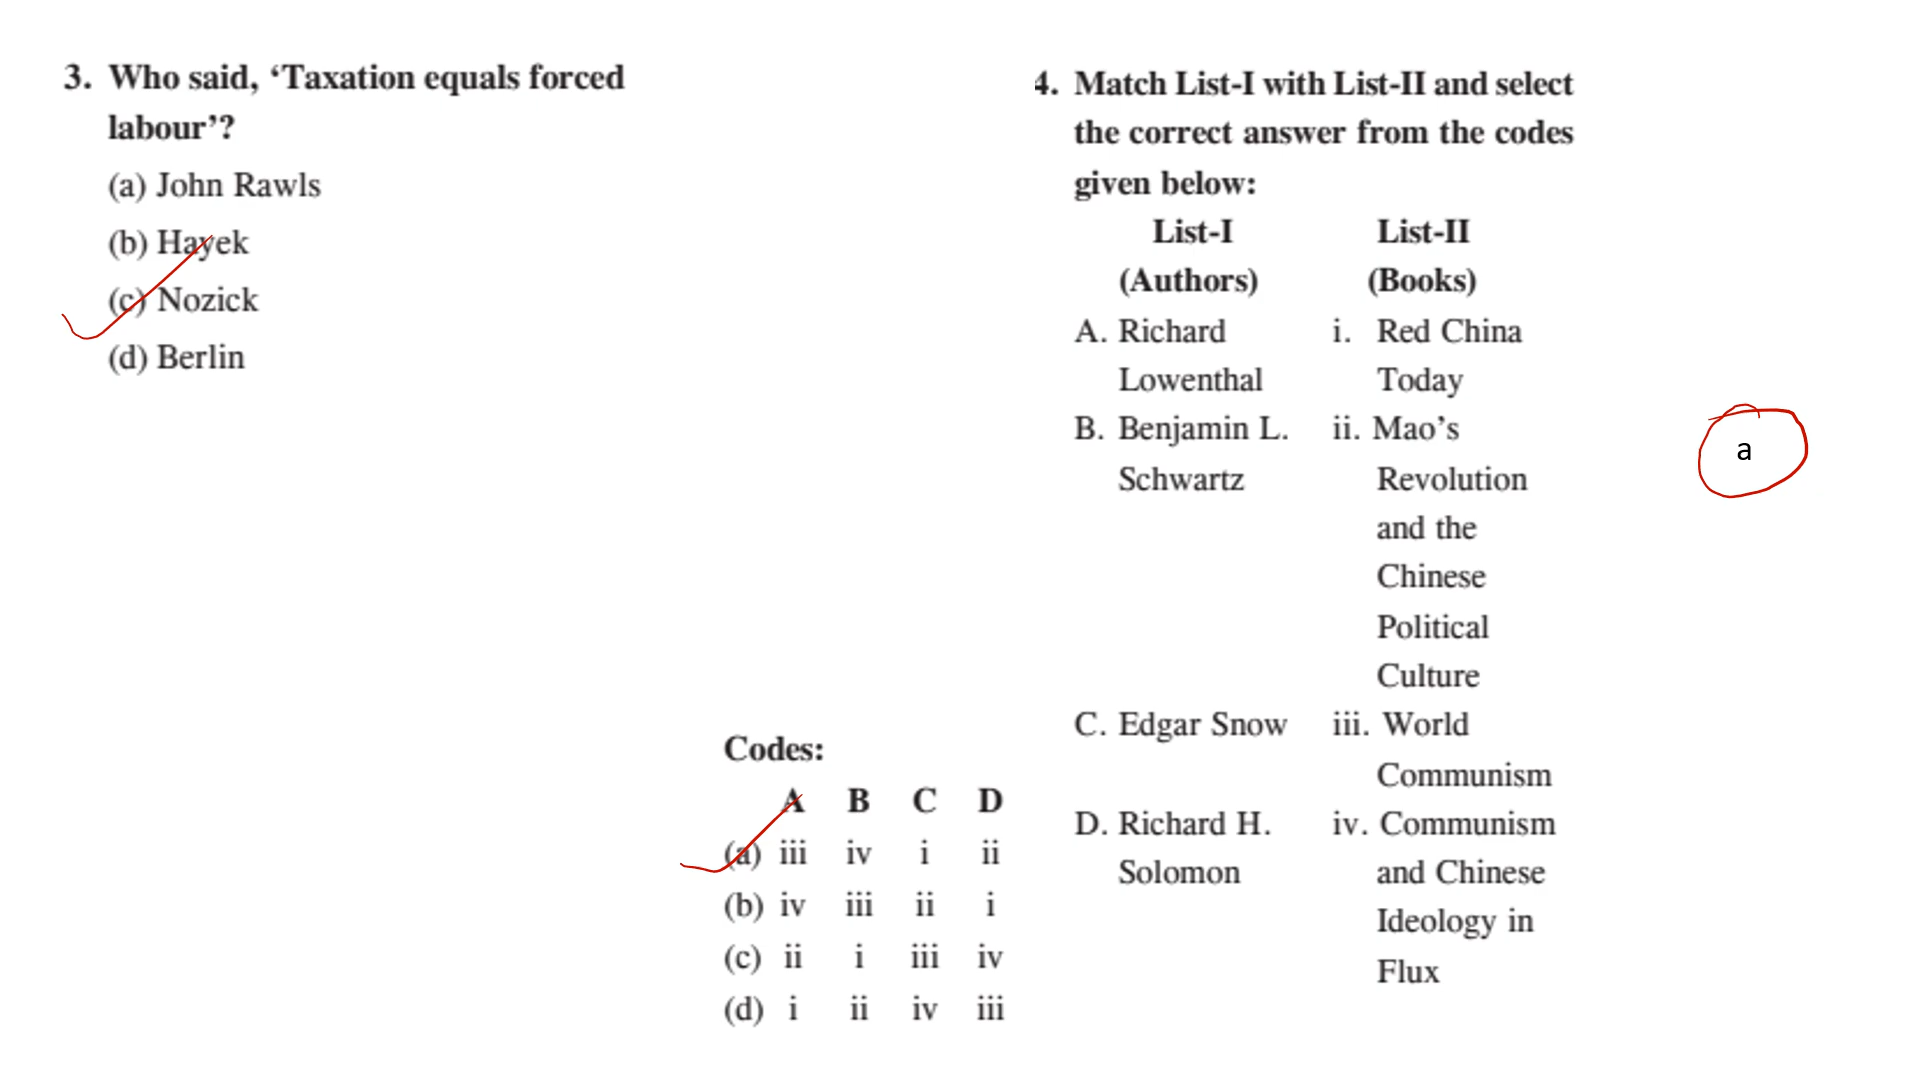 3. Who said, ‘Taxation equals forced
labour’?
(a) John Rawls
(b) Hayek
(c) Nozick
(d) Berlin
4. Match List-I with List-II and select
the correct answer from the codes
given below:
List-I List-II
(Authors) (Books)
A. Richard i. Red China
Lowenthal Today
B. Benjamin L. ii. Mao’s
Schwartz Revolution
and the
Chinese
Political
Culture
C. Edgar Snow iii. World
Communism
D. Richard H. iv. Communism
Solomon and Chinese
Ideology in
Flux
Codes:
A B C D
(a) iii iv i ii
(b) iv iii ii i
(c) ii i iii iv
(d) i ii iv iii
a